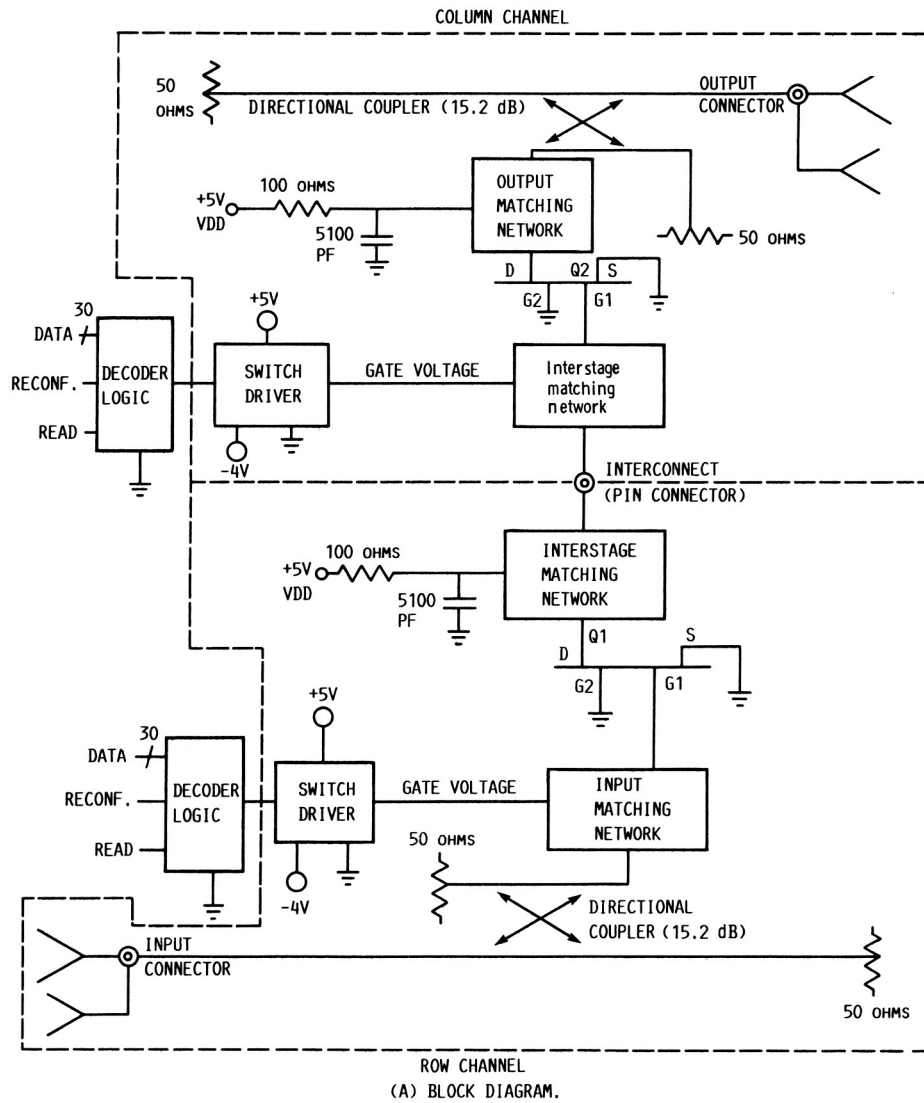 COLUMN CHANNEL
50
OHMS
DIRECTIONAL COUPLER (15.2 dB)
OUTPUT
CONNECTOR
+5V
VDD
100 OHMS
5100
PF
OUTPUT
MATCHING
NETWORK
50 OHMS
D
Q2
S
G2
G1
30
DATA
RECONF.
READ
DECODER
LOGIC
+5V
SWITCH
DRIVER
-4V
GATE VOLTAGE
Interstage
matching
network
INTERCONNECT
(PIN CONNECTOR)
+5V
VDD
100 OHMS
5100
PF
INTERSTAGE
MATCHING
NETWORK
Q1
D
S
G2
G1
30
DATA
RECONF.
READ
DECODER
LOGIC
+5V
SWITCH
DRIVER
-4V
GATE VOLTAGE
INPUT
MATCHING
NETWORK
50 OHMS
DIRECTIONAL
COUPLER (15.2 dB)
INPUT
CONNECTOR
50 OHMS
ROW CHANNEL
(A) BLOCK DIAGRAM.